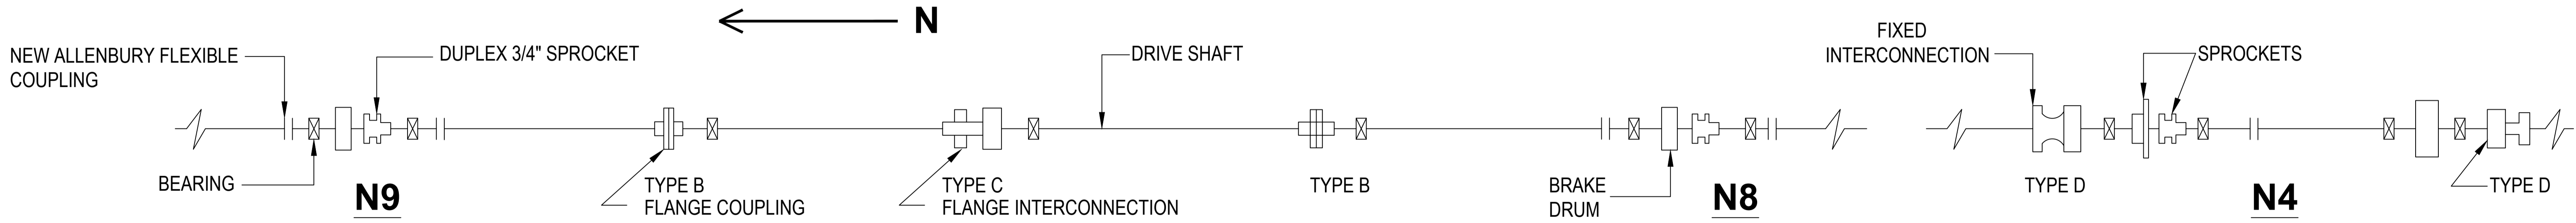 N
NEW ALLENBURY FLEXIBLE
COUPLING
DUPLEX 3/4" SPROCKET
DRIVE SHAFT
FIXED
INTERCONNECTION
SPROCKETS
BEARING
N9
TYPE B
FLANGE COUPLING
TYPE C
FLANGE INTERCONNECTION
TYPE B
BRAKE
DRUM
N8
TYPE D
N4
TYPE D